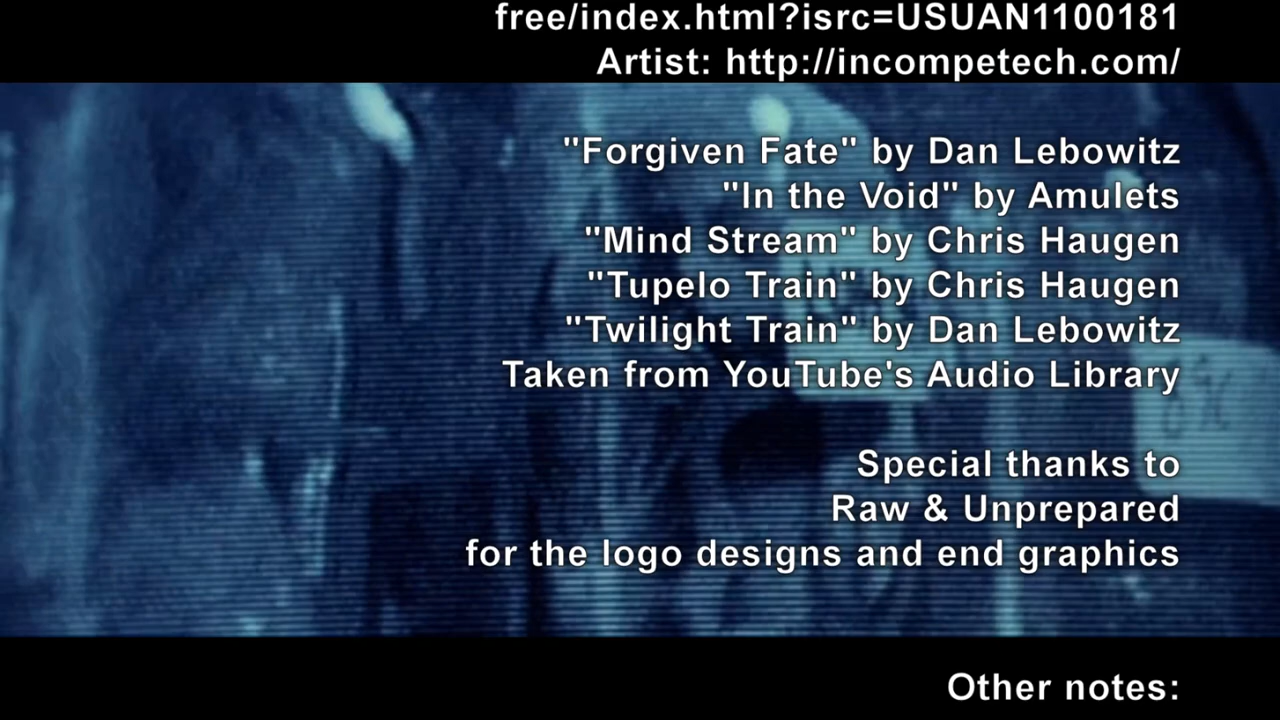 free/index.html?isrc=USUAN1100181
Artist: http://incompetech.com/
"Forgiven Fate" by Dan Lebowitz
"In the Void" by Amulets
"Mind Stream" by Chris Haugen
"Tupelo Train" by Chris Haugen
"Twilight Train" by Dan Lebowitz
Taken from YouTube's Audio Library
Special thanks to
Raw & Unprepared
for the logo designs and end graphics
Other notes: